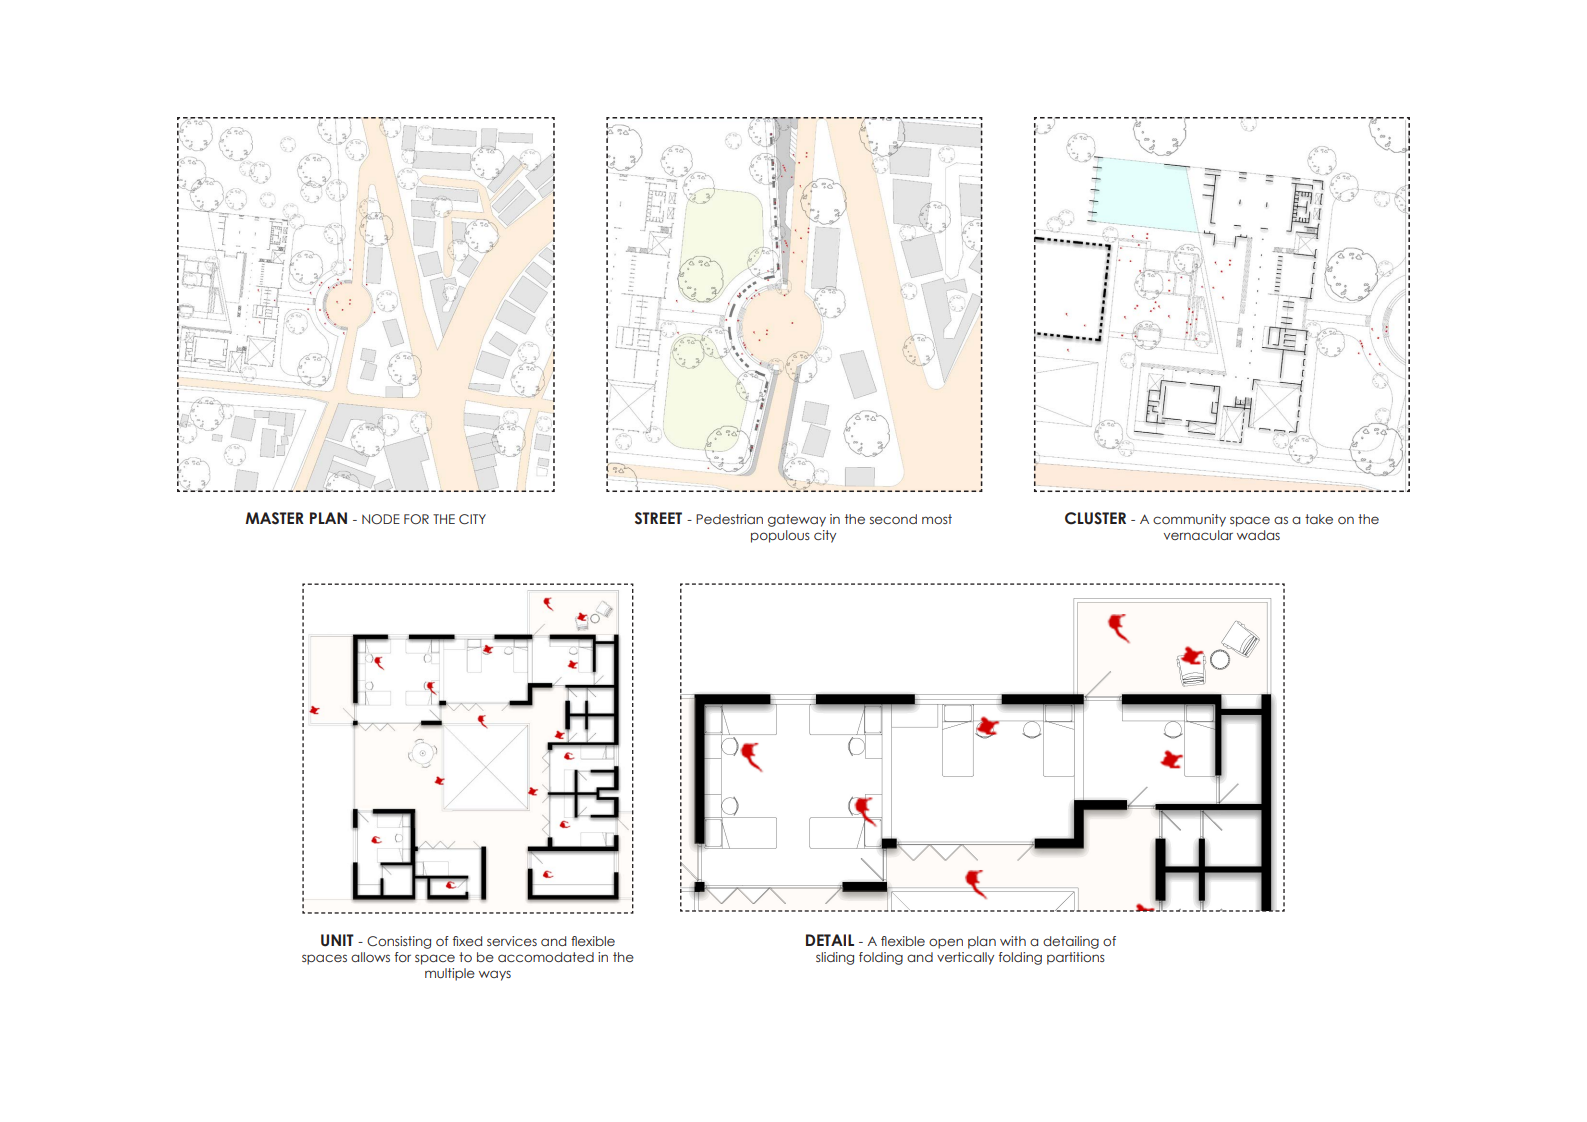 MASTER PLAN - NODE FOR THE CITY
STREET - Pedestrian gateway in the second most
populous city
CLUSTER - A community space as a take on the
vernacular wadas
UNIT - Consisting of fixed services and flexible
spaces allows for space to be accomodated in the
multiple ways
DETAIL - A flexible open plan with a detailing of
sliding folding and vertically folding partitions